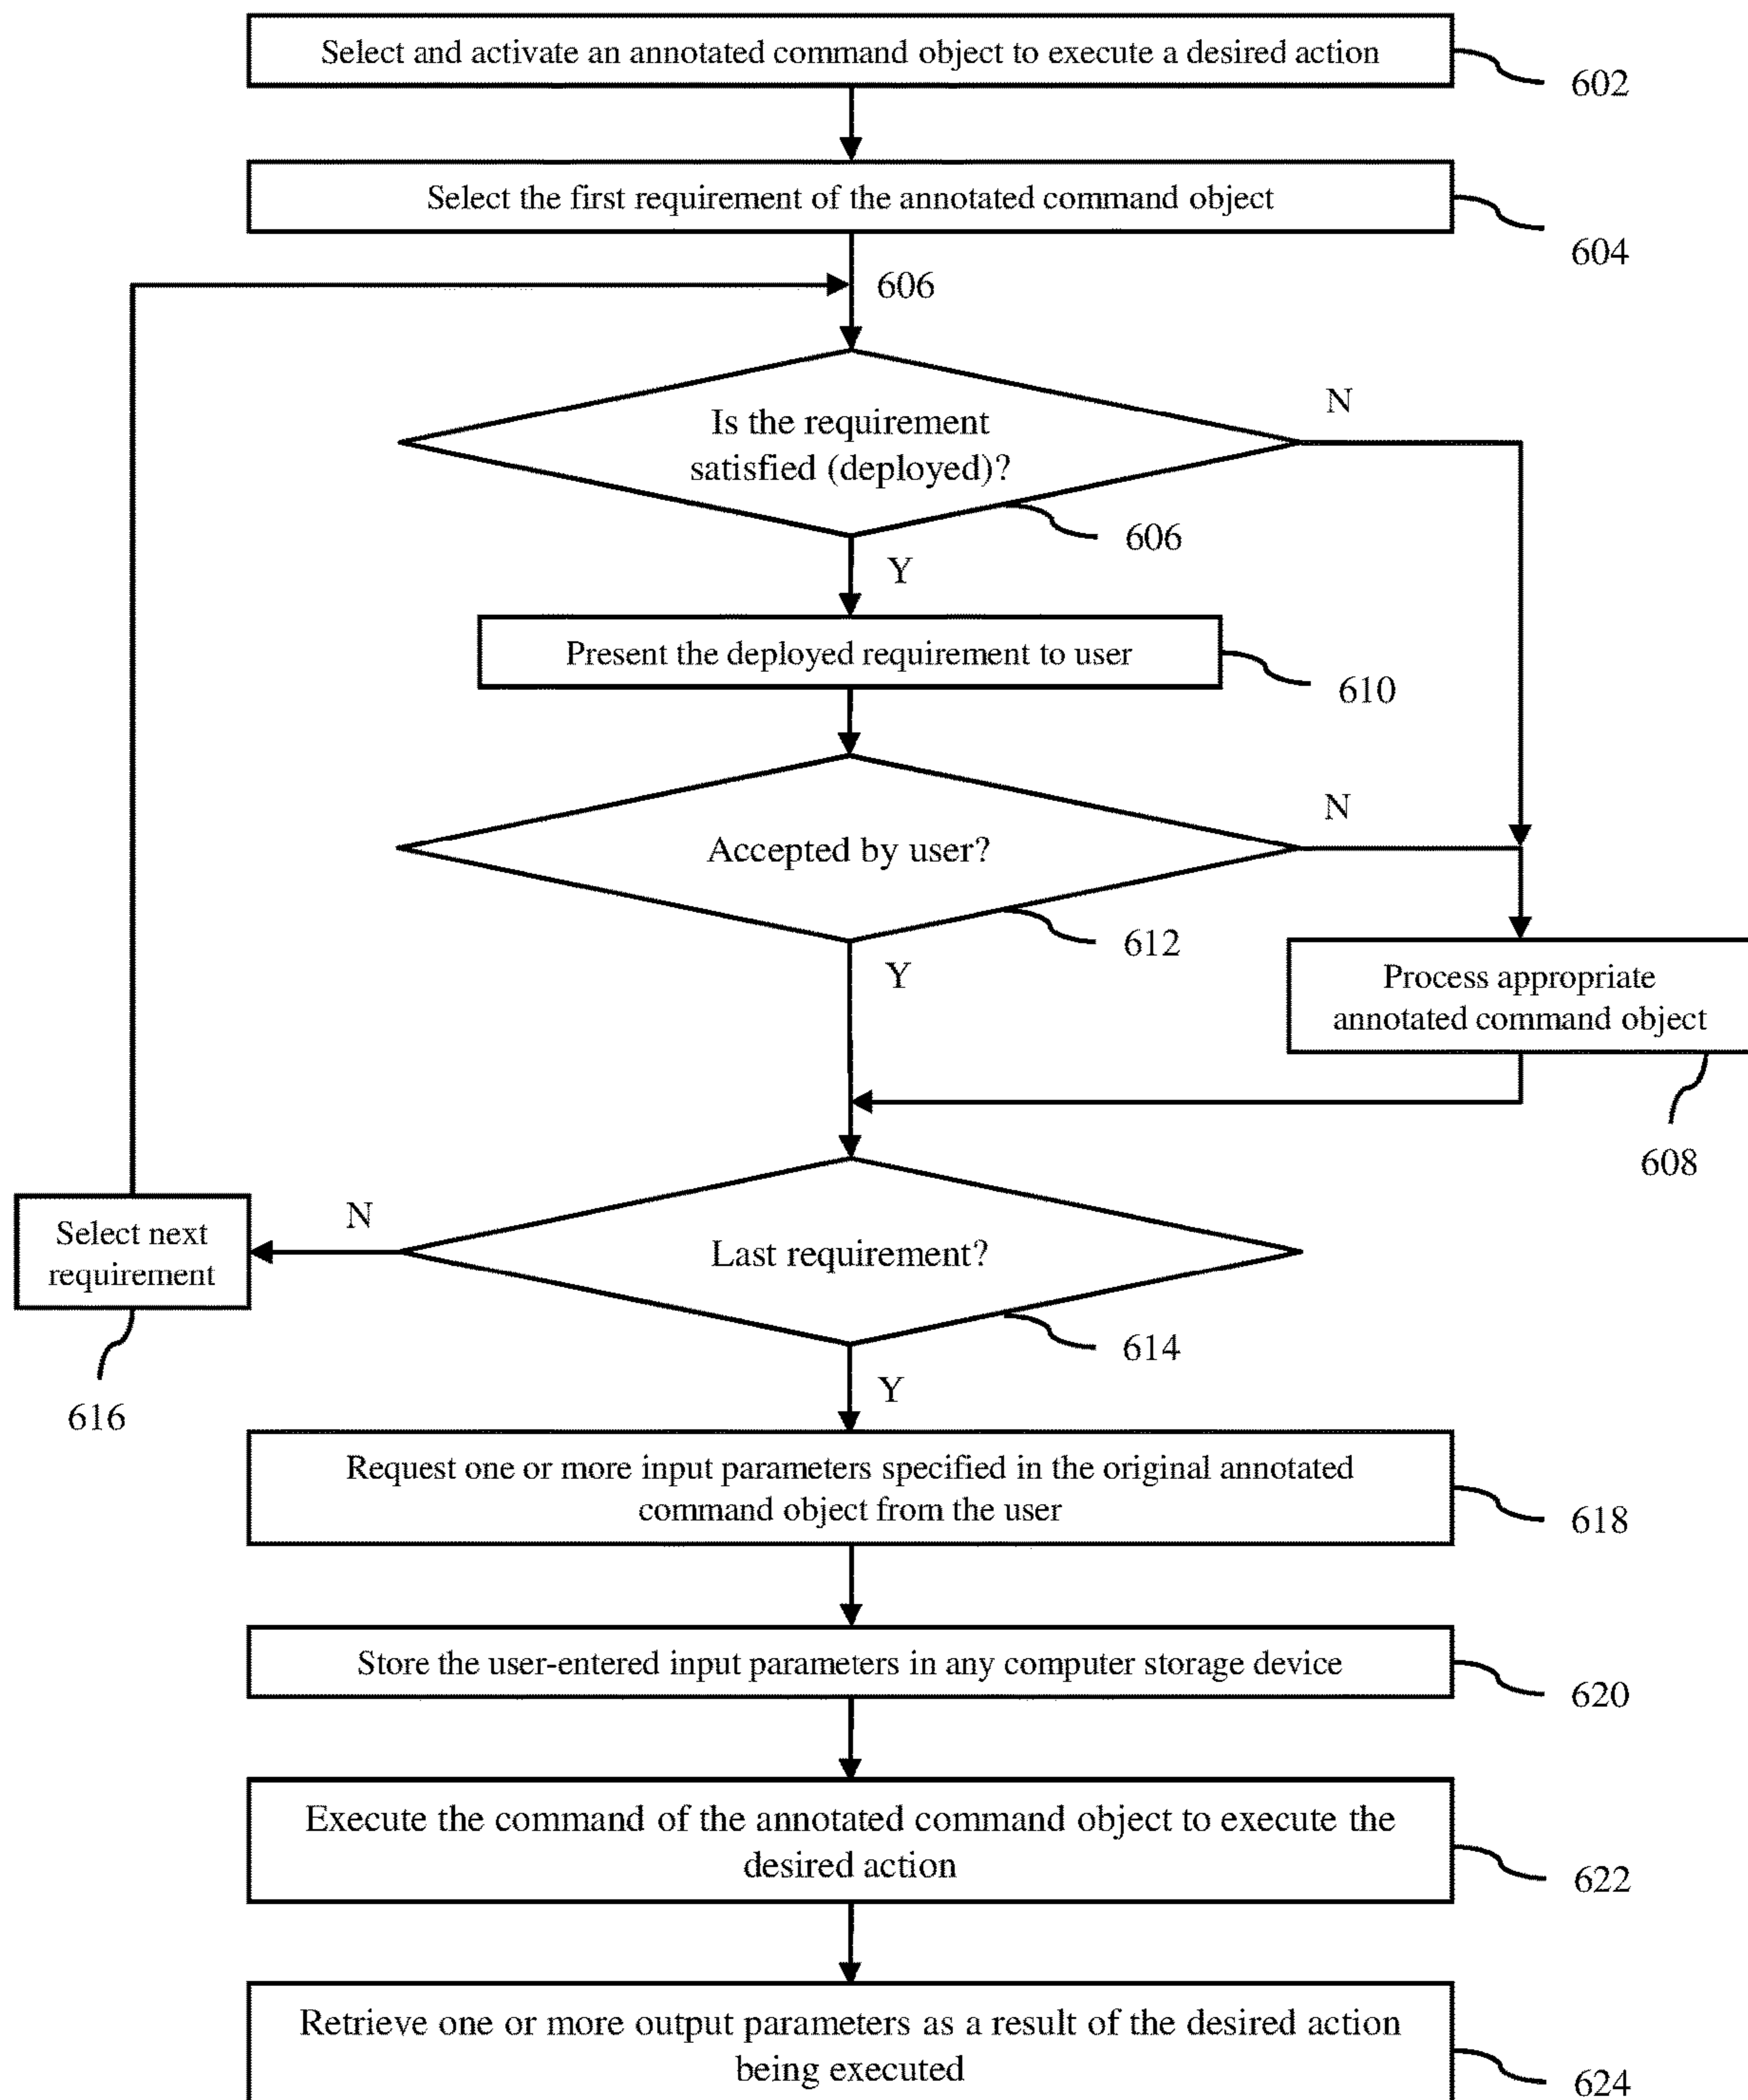 Select and activate an annotated command object to execute a desired action
602
Select the first requirement of the annotated command object
604
606
N
Is the requirement
satisfied (deployed)?
606
Y
Present the deployed requirement to user
610
N
Accepted by user?
612
Y
Process appropriate
annotated command object
608
N
Select next
requirement
Last requirement?
614
616
Y
Request one or more input parameters specified in the original annotated
command object from the user
618
Store the user-entered input parameters in any computer storage device
620
Execute the command of the annotated command object to execute the
desired action
622
Retrieve one or more output parameters as a result of the desired action
being executed
624